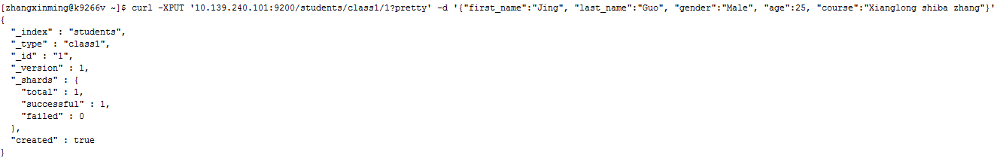 [zhangxinming@k9266v ~]$ curl -XPUT '10.139.240.101:9200/students/class1/1?pretty' -d '{"first_name":"Jing", "last_name":"Guo", "gender":"Male", "age":25, "course":"Xianglong shiba zhang"}'
{
  "_index" : "students",
  "_type" : "class1",
  "_id" : "1",
  "_version" : 1,
  "_shards" : {
    "total" : 1,
    "successful" : 1,
    "failed" : 0
  },
  "created" : true
}